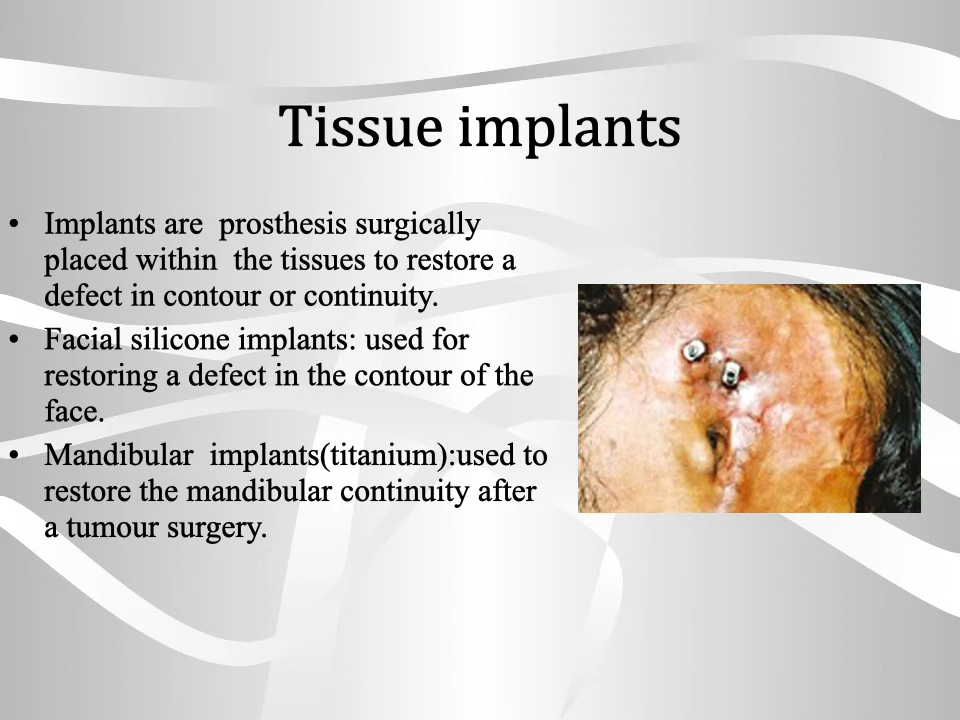 Tissue implants
• Implants are  prosthesis surgically
placed within  the tissues to restore a
defect in contour or continuity.
• Facial silicone implants: used for
restoring a defect in the contour of the
face.
• Mandibular  implants(titanium):used to
restore the mandibular continuity after
a tumour surgery.